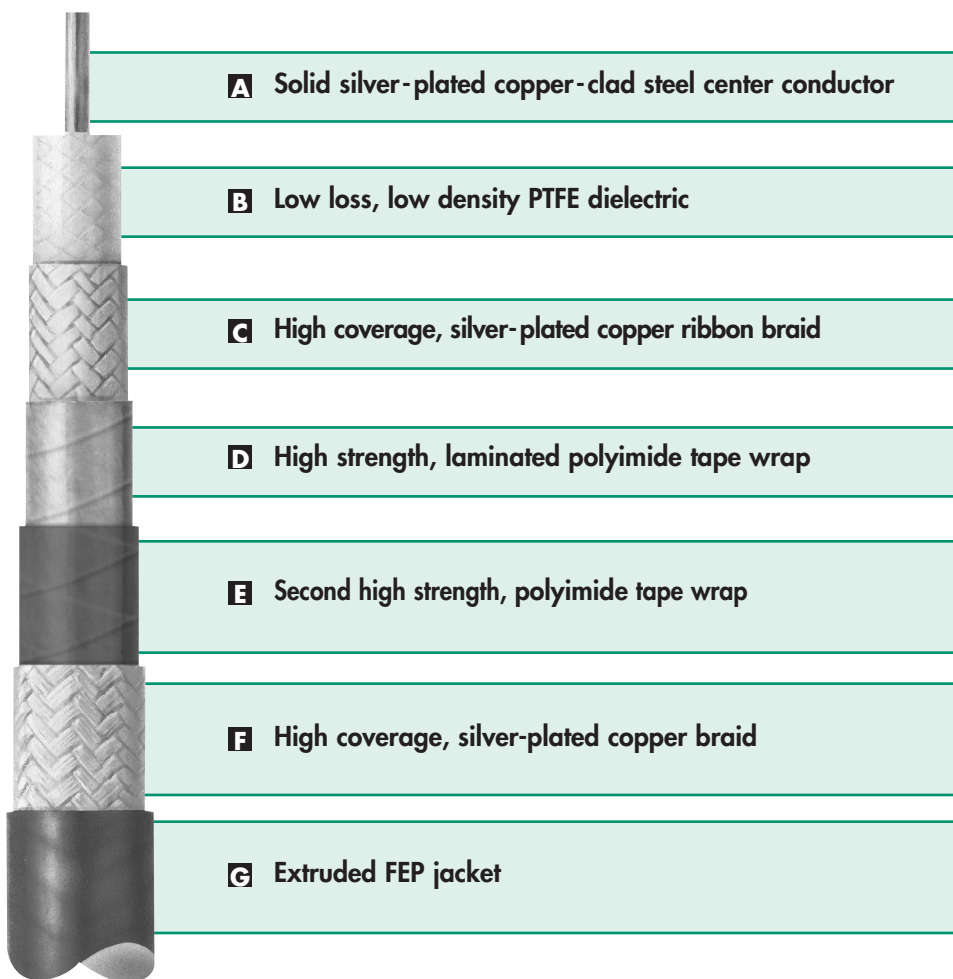 A Solid silver-plated copper-clad steel center conductor
B Low loss, low density PTFE dielectric
C High coverage, silver-plated copper ribbon braid
D High strength, laminated polyimide tape wrap
E Second high strength, polyimide tape wrap
F High coverage, silver-plated copper braid
G Extruded FEP jacket